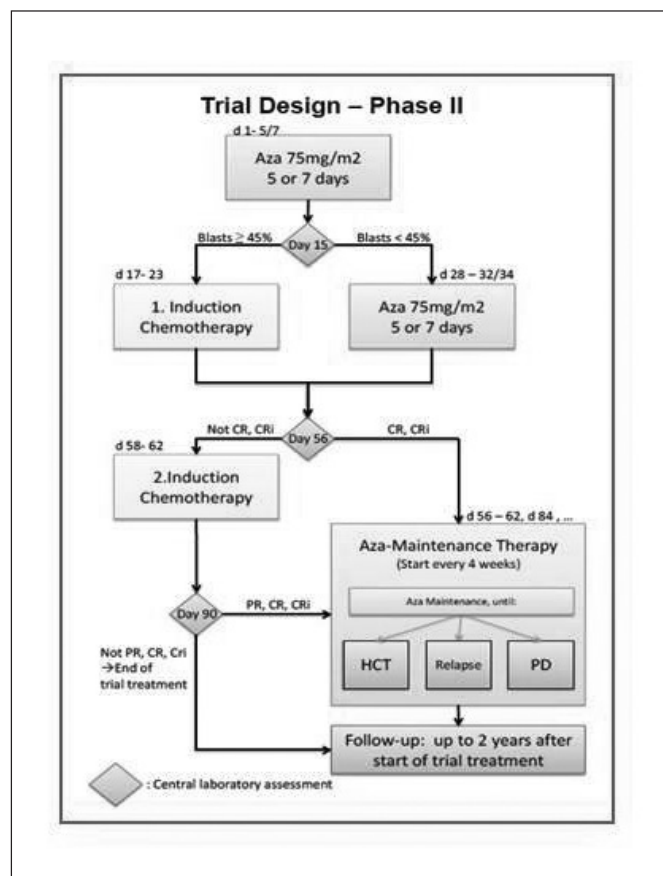 Trial Design – Phase II
d 1- 5/7
Aza 75mg/m2
5 or 7 days
Blasts ≥ 45%
Day 15
Blasts < 45%
d 17- 23
d 28 – 32/34
1. Induction
Chemotherapy
Aza 75mg/m2
5 or 7 days
Not CR, CRi
Day 56
CR, CRi
d 58- 62
2.Induction
Chemotherapy
d 56 – 62, d 84 , ...
Aza-Maintenance Therapy
(Start every 4 weeks)
Aza Maintenance, until:
Day 90
PR, CR, CRi
HCT
Relapse
PD
Not PR, CR, Cri
→End of
trial treatment
Follow-up: up to 2 years after
start of trial treatment
: Central laboratory assessment